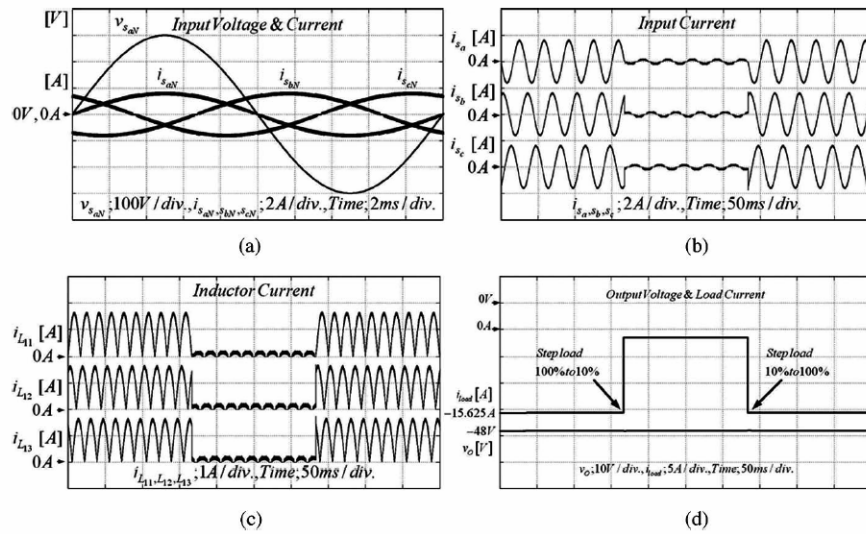 [V]
v_{s_{aN}}
Input Voltage & Current
[A]
i_{s_{aN}}
i_{s_{bN}}
i_{s_{cN}}
0V, 0A
v_{s_{aN}};100V/div.,i_{s_{aN},s_{bN},s_{cN}};2A/div.,Time;2ms/div.
(a)
Input Current
i_{s_a} [A]
0A
i_{s_b} [A]
0A
i_{s_c} [A]
0A
i_{s_a,s_b,s_c};2A/div.,Time;50ms/div.
(b)
Inductor Current
i_{L_{11}} [A]
0A
i_{L_{12}} [A]
0A
i_{L_{13}} [A]
0A
i_{L_{11},L_{12},L_{13}};1A/div.,Time;50ms/div.
(c)
Output Voltage & Load Current
0V
0A
Step load
100%to10%
Step load
10%to100%
i_{load} [A]
-15.625A
-48V
v_o [V]
v_o;10V/div.,i_{load};5A/div.,Time;50ms/div.
(d)